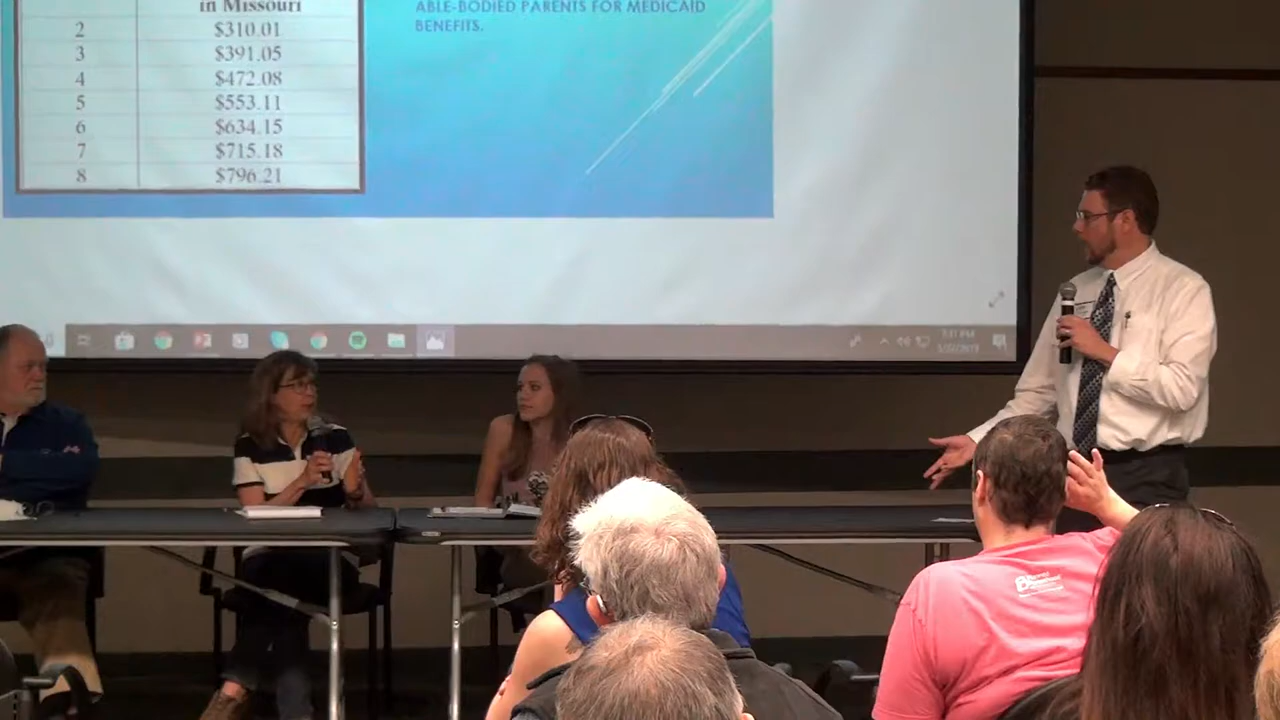 in Missouri
2 $310.01
3 $391.05
4 $472.08
5 $553.11
6 $634.15
7 $715.18
8 $796.21
ABLE-BODIED PARENTS FOR MEDICAID
BENEFITS.